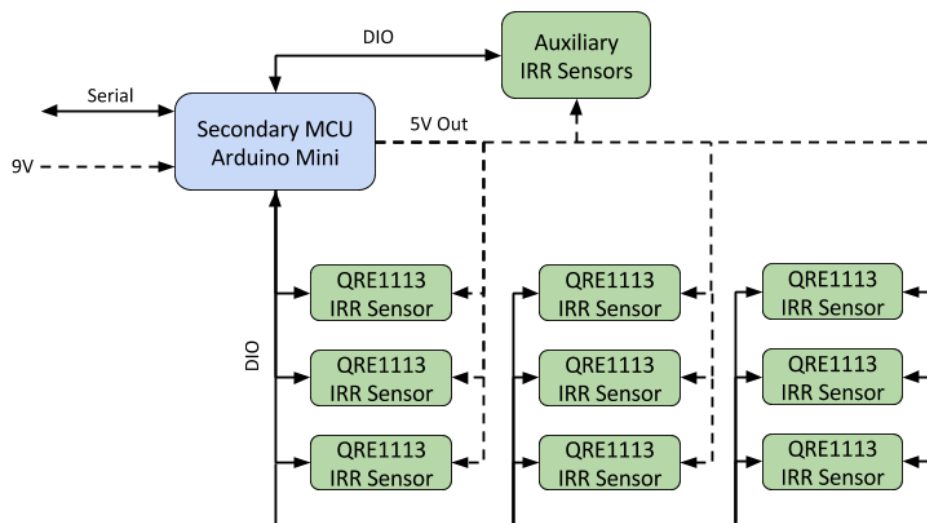 DIO
Auxiliary
IRR Sensors
Serial
Secondary MCU
Arduino Mini
5V Out
9V
QRE1113
IRR Sensor
QRE1113
IRR Sensor
QRE1113
IRR Sensor
DIO
QRE1113
IRR Sensor
QRE1113
IRR Sensor
QRE1113
IRR Sensor
QRE1113
IRR Sensor
QRE1113
IRR Sensor
QRE1113
IRR Sensor